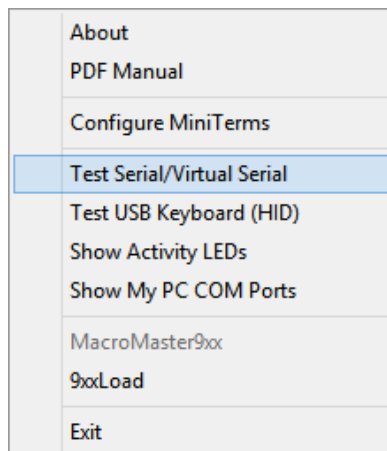 About
PDF Manual
Configure MiniTerms
Test Serial/Virtual Serial
Test USB Keyboard (HID)
Show Activity LEDs
Show My PC COM Ports
MacroMaster9xx
9xxLoad
Exit